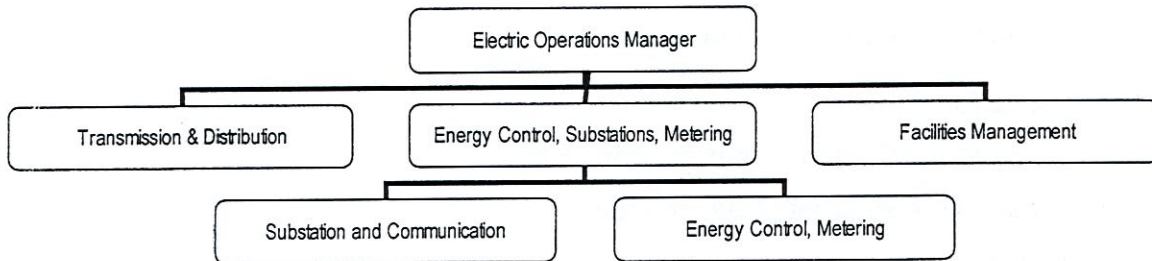 Electric Operations Manager
Transmission & Distribution
Energy Control, Substations, Metering
Facilities Management
Substation and Communication
Energy Control, Metering